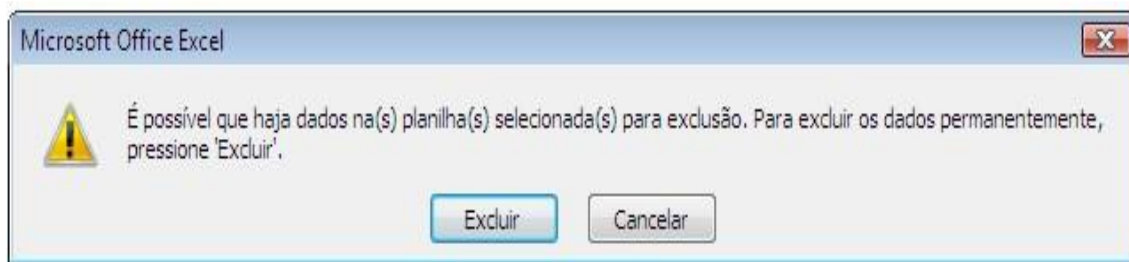 Microsoft Office Excel
É possível que haja dados na(s) planilha(s) selecionada(s) para exclusão. Para excluir os dados permanentemente,
pressione 'Excluir'.
Excluir
Cancelar